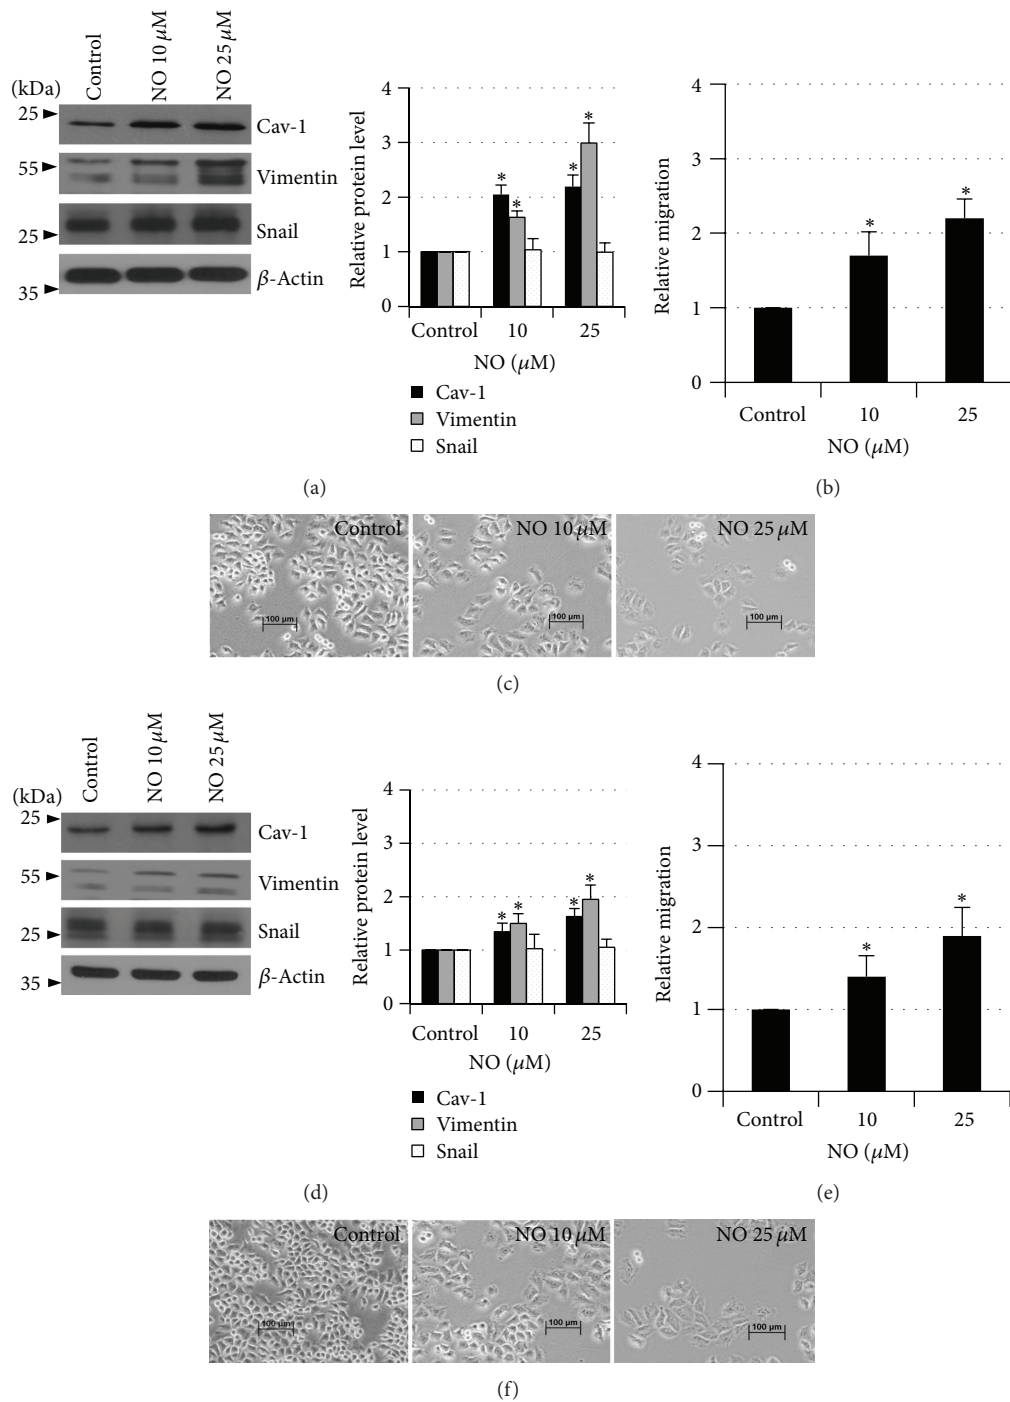 Control
NO 10 μM
NO 25 μM
(kDa)
25
Cav-1
55
Vimentin
Snail
25
β-Actin
35
Relative protein level
4
3
2
1
0
* * * *
Control 10 25
NO (μM)
Cav-1
Vimentin
Snail
(a)
Relative migration
4
3
2
1
0
* *
Control 10 25
NO (μM)
(b)
Control
100 μm
NO 10 μM
100 μm
NO 25 μM
100 μm
(c)
Control
NO 10 μM
NO 25 μM
(kDa)
25
Cav-1
55
Vimentin
Snail
25
β-Actin
35
Relative protein level
4
3
2
1
0
* * * *
Control 10 25
NO (μM)
Cav-1
Vimentin
Snail
(d)
Relative migration
4
3
2
1
0
* *
Control 10 25
NO (μM)
(e)
Control
100 μm
NO 10 μM
100 μm
NO 25 μM
100 μm
(f)